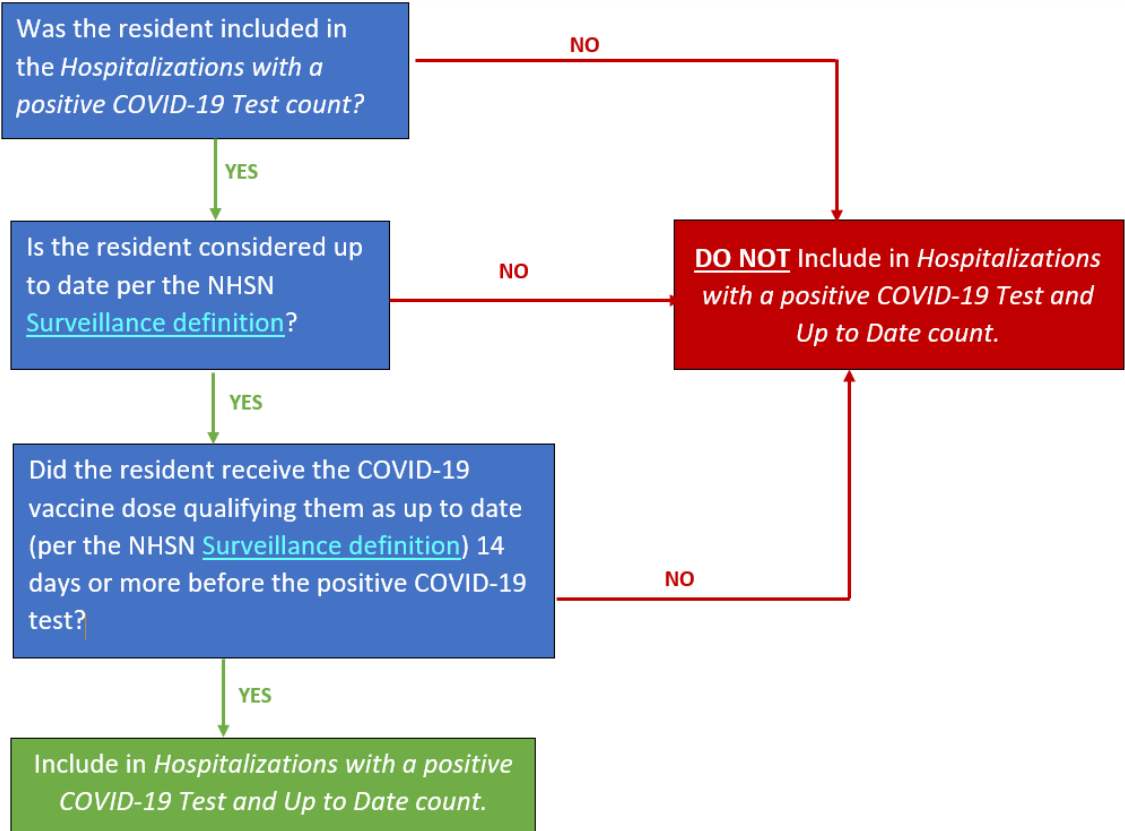 Was the resident included in
the Hospitalizations with a
positive COVID-19 Test count?
NO
YES
Is the resident considered up
to date per the NHSN
Surveillance definition?
NO
DO NOT Include in Hospitalizations
with a positive COVID-19 Test and
Up to Date count.
YES
Did the resident receive the COVID-19
vaccine dose qualifying them as up to date
(per the NHSN Surveillance definition) 14
days or more before the positive COVID-19
test?
NO
YES
Include in Hospitalizations with a positive
COVID-19 Test and Up to Date count.